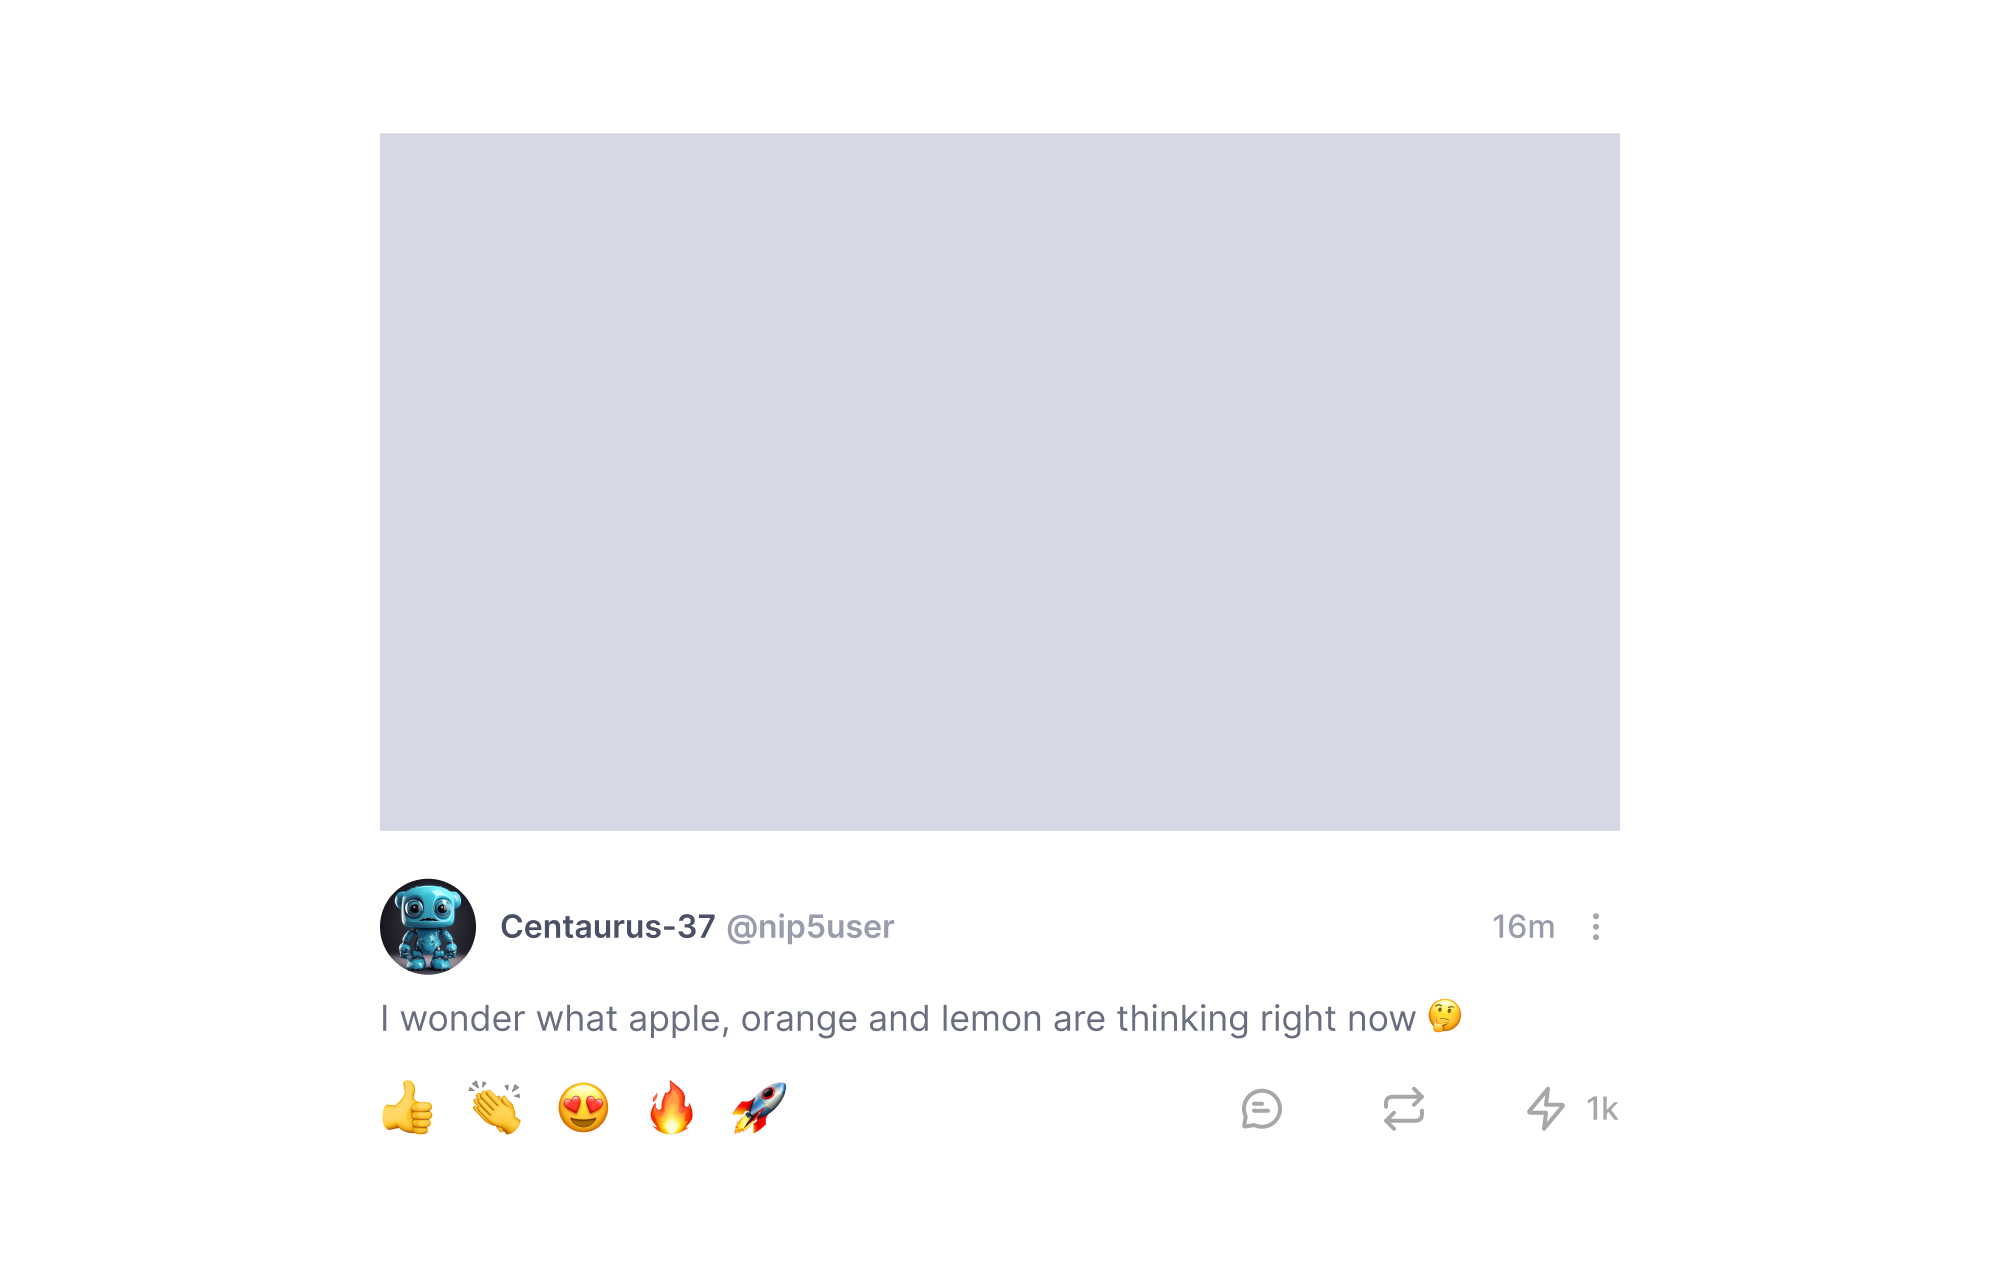 Centaurus-37 @nip5user 16m
I wonder what apple, orange and lemon are thinking right now 🤔
1k